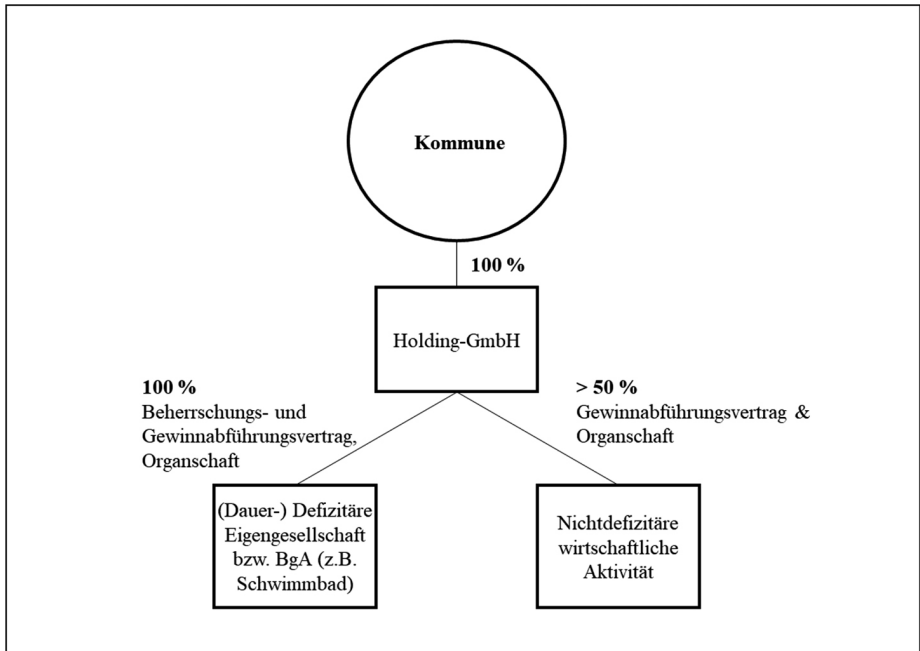 Kommune
100 %
Holding-GmbH
100 %
Beherrschungs- und
Gewinnabführungsvertrag,
Organschaft
> 50 %
Gewinnabführungsvertrag &
Organschaft
(Dauer-) Defizitäre
Eigengesellschaft
bzw. BgA (z.B.
Schwimmbad)
Nichtdefizitäre
wirtschaftliche
Aktivität